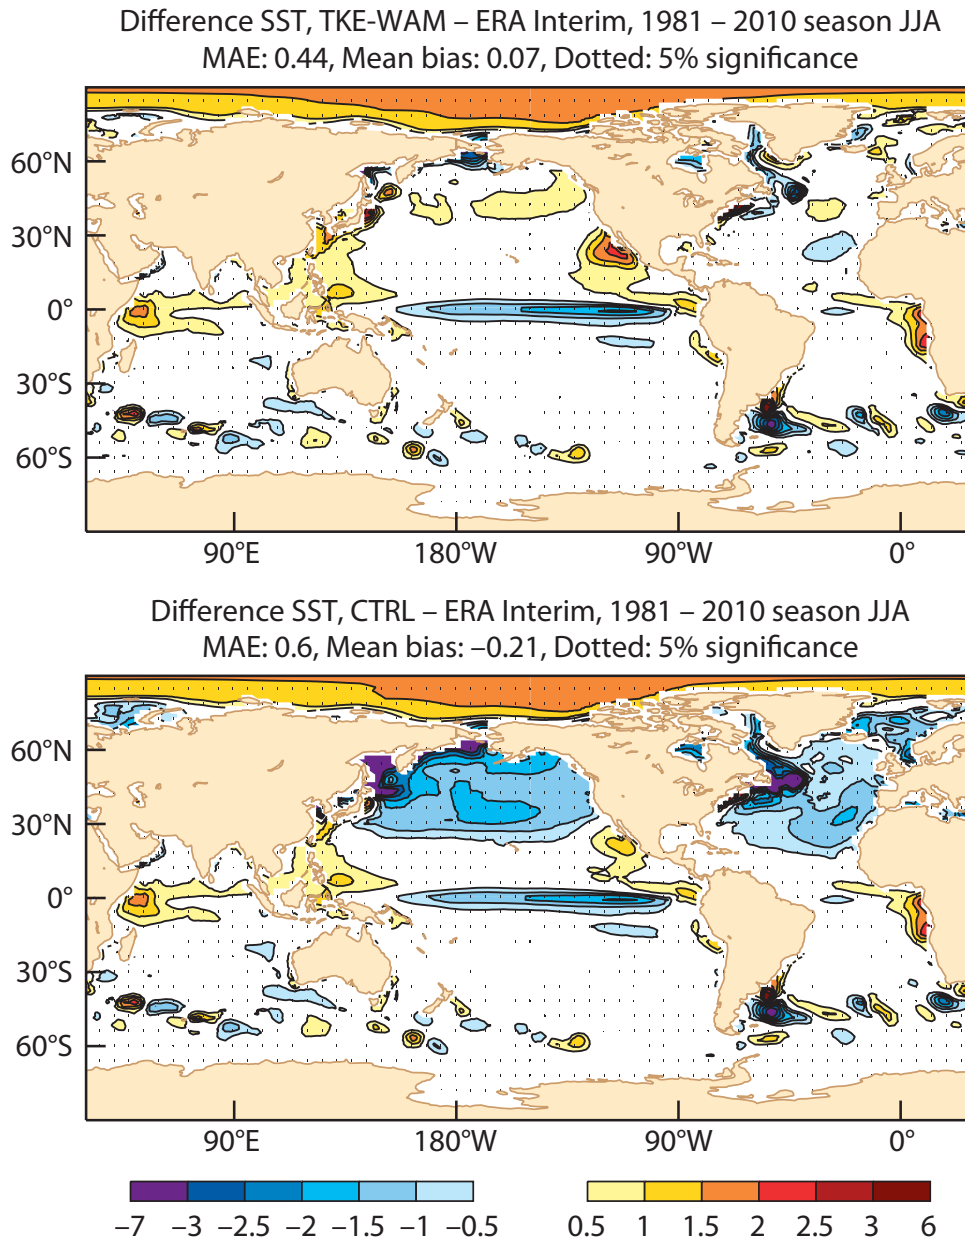 Difference SST, TKE-WAM – ERA Interim, 1981 – 2010 season JJA
MAE: 0.44, Mean bias: 0.07, Dotted: 5% significance
60°N
30°N
0°
30°S
60°S
90°E 180°W 90°W 0°
Difference SST, CTRL – ERA Interim, 1981 – 2010 season JJA
MAE: 0.6, Mean bias: –0.21, Dotted: 5% significance
60°N
30°N
0°
30°S
60°S
90°E 180°W 90°W 0°
–7 –3 –2.5 –2 –1.5 –1 –0.5 0.5 1 1.5 2 2.5 3 6